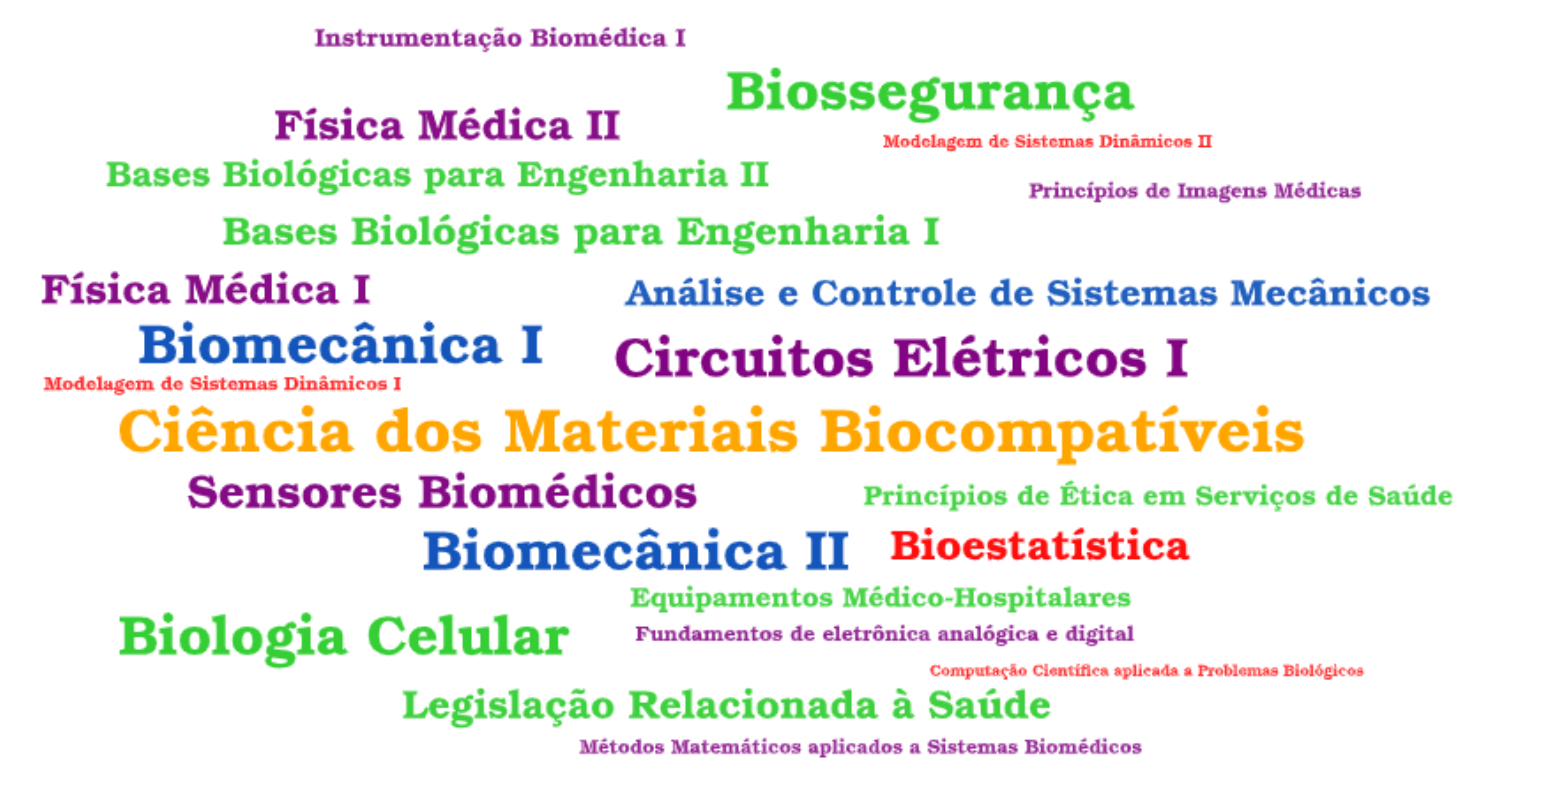 Instrumentação Biomédica I
Biossegurança
Física Médica II
Modelagem de Sistemas Dinâmicos II
Bases Biológicas para Engenharia II
Princípios de Imagens Médicas
Bases Biológicas para Engenharia I
Física Médica I
Análise e Controle de Sistemas Mecânicos
Biomecânica I
Circuitos Elétricos I
Modelagem de Sistemas Dinâmicos I
Ciência dos Materiais Biocompatíveis
Sensores Biomédicos
Princípios de Ética em Serviços de Saúde
Biomecânica II
Bioestatística
Equipamentos Médico-Hospitalares
Biologia Celular
Fundamentos de eletrônica analógica e digital
Computação Científica aplicada a Problemas Biológicos
Legislação Relacionada à Saúde
Métodos Matemáticos aplicados a Sistemas Biomédicos